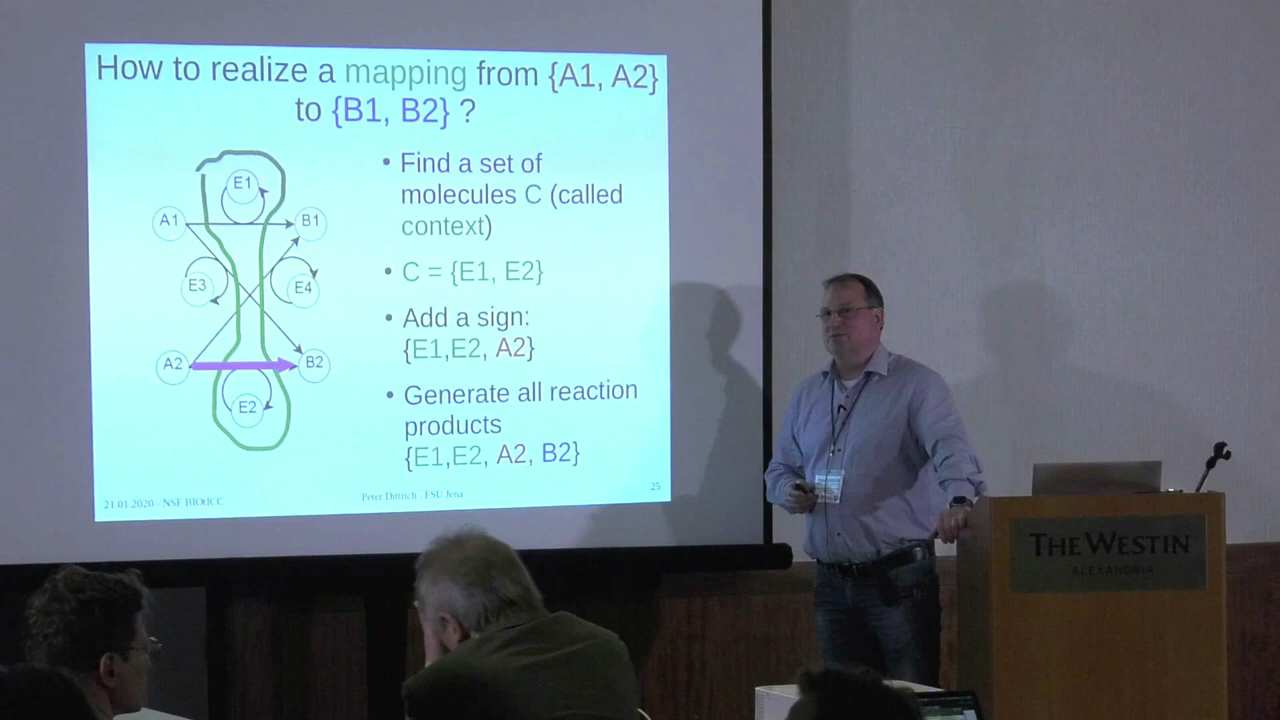 How to realize a mapping from {A1, A2}
to {B1, B2} ?
E1
A1
B1
E3
E4
A2
B2
E2
• Find a set of
molecules C (called
context)
• C = {E1, E2}
• Add a sign:
{E1,E2, A2}
• Generate all reaction
products
{E1,E2, A2, B2}
21.01.2020 - NSF BIOtICC
Peter Dittrich - FSU Jena
25
THE WESTIN
ALEXANDRIA